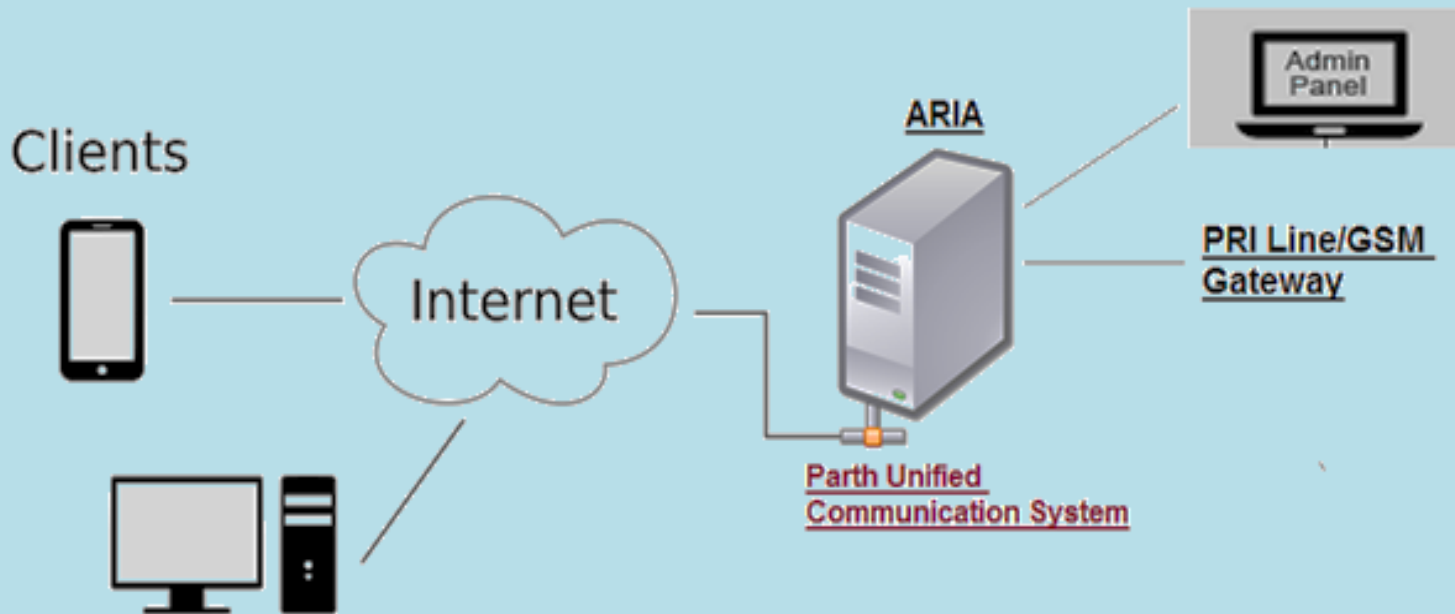 Clients
Internet
ARIA
Parth Unified
Communication System
Admin
Panel
PRI Line/GSM
Gateway